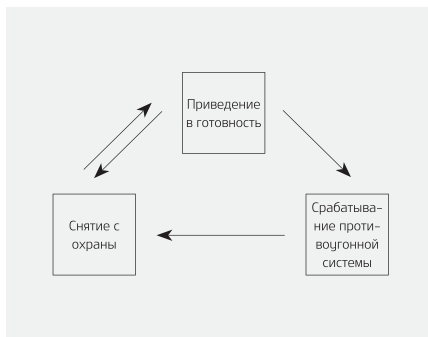 Приведение
в готовность
Снятие с
охраны
Срабатыва-
ние проти-
воугонной
системы